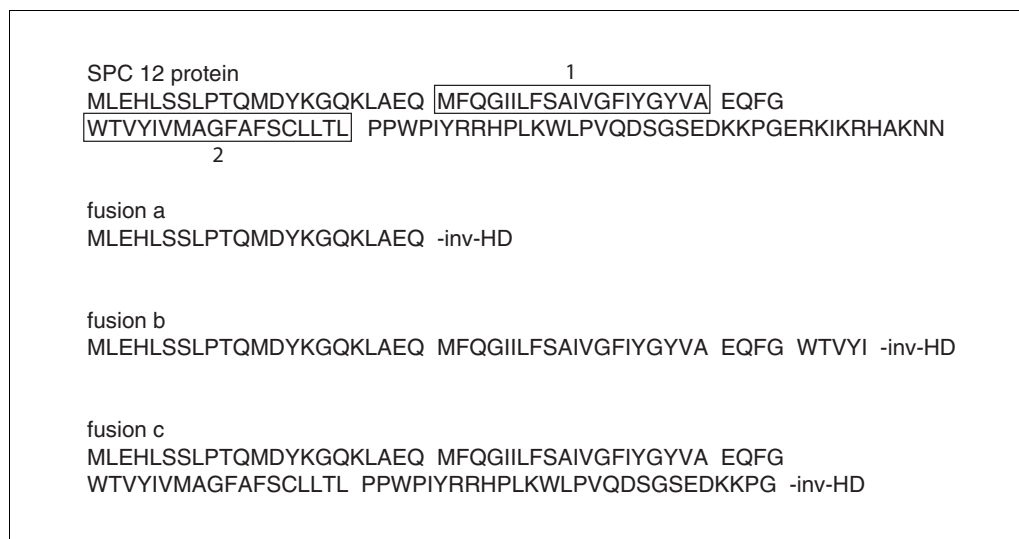 SPC 12 protein
1
MLEHLSSLPTQMDYKGQKLAEQ MFQGIILFSAIVGFIYGYVA EQFG
WTVYIVMAGFAFSCLLTL PPWPIYRRHPLKWLPVQDSGSEDKKPGERKIKRHAKNN
2
fusion a
MLEHLSSLPTQMDYKGQKLAEQ -inv-HD
fusion b
MLEHLSSLPTQMDYKGQKLAEQ MFQGIILFSAIVGFIYGYVA EQFG WTVYI -inv-HD
fusion c
MLEHLSSLPTQMDYKGQKLAEQ MFQGIILFSAIVGFIYGYVA EQFG
WTVYIVMAGFAFSCLLTL PPWPIYRRHPLKWLPVQDSGSEDKKPG -inv-HD